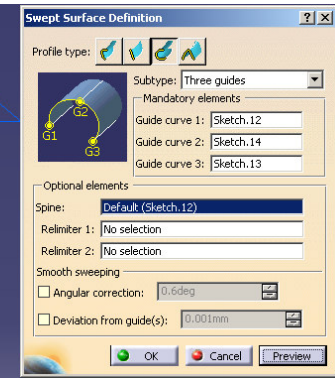 Swept Surface Definition
Profile type:
Subtype: Three guides
Mandatory elements
G1
G2
G3
Guide curve 1: Sketch.12
Guide curve 2: Sketch.14
Guide curve 3: Sketch.13
Optional elements
Spine: Default (Sketch.12)
Relimiter 1: No selection
Relimiter 2: No selection
Smooth sweeping
Angular correction: 0.6deg
Deviation from guide(s): 0.001mm
OK Cancel Preview